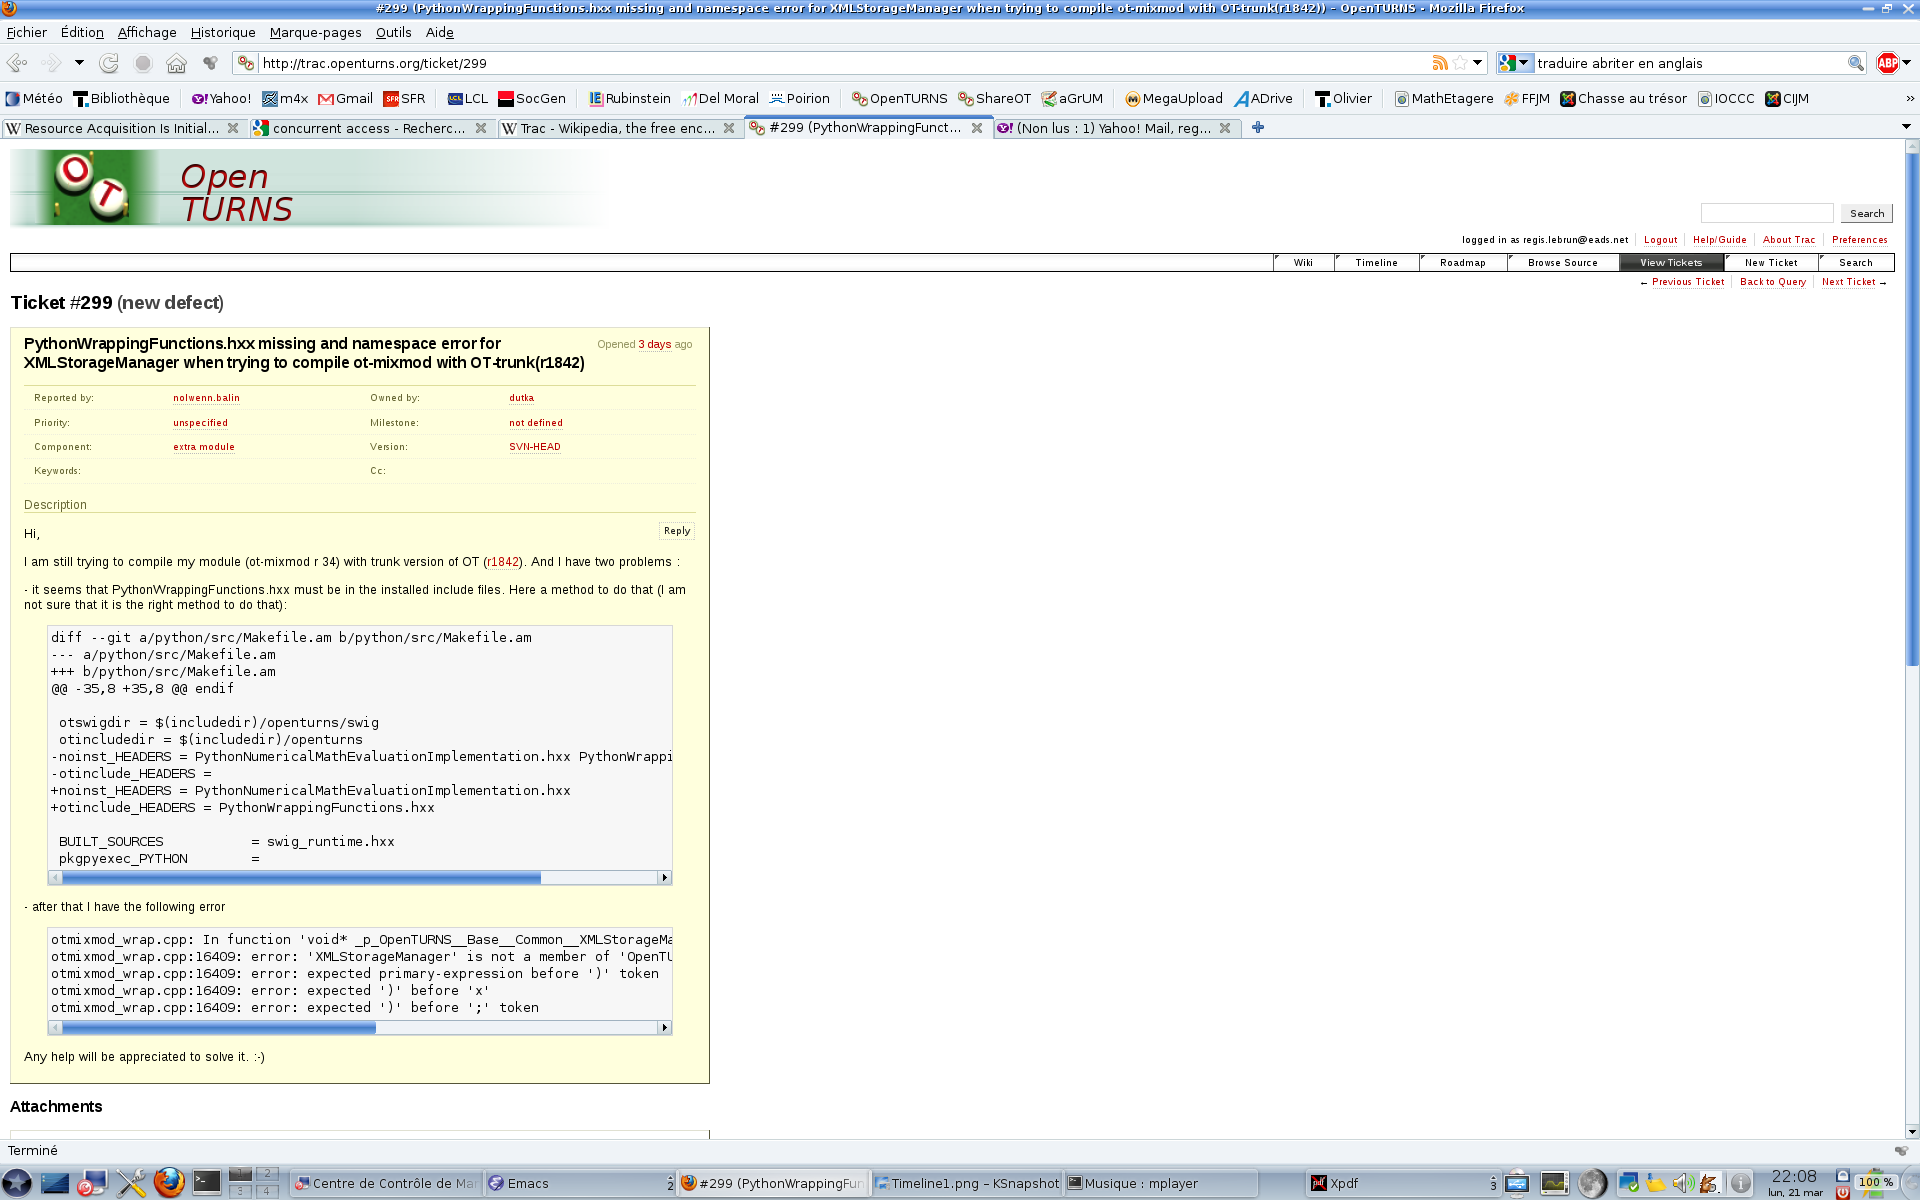 #299 (PythonWrappingFunctions.hxx missing and namespace error for XMLStorageManager when trying to compile ot-mixmod with OT-trunk(r1842)) – OpenTURNS - Mozilla Firefox
Fichier Édition Affichage Historique Marque-pages Outils Aide
http://trac.openturns.org/ticket/299 traduire abriter en anglais ABP
Météo Bibliothèque Yahoo! m4x Gmail SFR LCL SocGen Rubinstein Del Moral Poirion OpenTURNS ShareOT aGrUM MegaUpload ADrive Olivier MathEtagere FFJM Chasse au trésor IOCCC CIJM »
Resource Acquisition Is Initial... concurrent access - Recherc... Trac - Wikipedia, the free enc... #299 (PythonWrappingFunct... (Non lus : 1) Yahoo! Mail, reg...
OT
Open
TURNS
Search
logged in as regis.lebrun@eads.net Logout Help/Guide About Trac Preferences
Wiki Timeline Roadmap Browse Source View Tickets New Ticket Search
← Previous Ticket Back to Query Next Ticket →
Ticket #299 (new defect)
PythonWrappingFunctions.hxx missing and namespace error for
XMLStorageManager when trying to compile ot-mixmod with OT-trunk(r1842)
Opened 3 days ago
Reported by: nolwenn.balin Owned by: dutka
Priority: unspecified Milestone: not defined
Component: extra module Version: SVN-HEAD
Keywords: Cc:
Description
Reply
Hi,
I am still trying to compile my module (ot-mixmod r 34) with trunk version of OT (r1842). And I have two problems :
- it seems that PythonWrappingFunctions.hxx must be in the installed include files. Here a method to do that (I am
not sure that it is the right method to do that):
diff --git a/python/src/Makefile.am b/python/src/Makefile.am
--- a/python/src/Makefile.am
+++ b/python/src/Makefile.am
@@ -35,8 +35,8 @@ endif
otswigdir = $(includedir)/openturns/swig
otincludedir = $(includedir)/openturns
-noinst_HEADERS = PythonNumericalMathEvaluationImplementation.hxx PythonWrappi
-otinclude_HEADERS =
+noinst_HEADERS = PythonNumericalMathEvaluationImplementation.hxx
+otinclude_HEADERS = PythonWrappingFunctions.hxx
BUILT_SOURCES = swig_runtime.hxx
pkgpyexec_PYTHON =
- after that I have the following error
otmixmod_wrap.cpp: In function 'void* _p_OpenTURNS__Base__Common__XMLStorageMa
otmixmod_wrap.cpp:16409: error: 'XMLStorageManager' is not a member of 'OpenTU
otmixmod_wrap.cpp:16409: error: expected primary-expression before ')' token
otmixmod_wrap.cpp:16409: error: expected ')' before 'x'
otmixmod_wrap.cpp:16409: error: expected ')' before ';' token
Any help will be appreciated to solve it. :-)
Attachments
Terminé
1 2 3 4 Centre de Contrôle de Mar Emacs 2 #299 (PythonWrappingFun Timeline1.png – KSnapshot Musique : mplayer Xpdf 3 22:08 100 %
lun, 21 mar